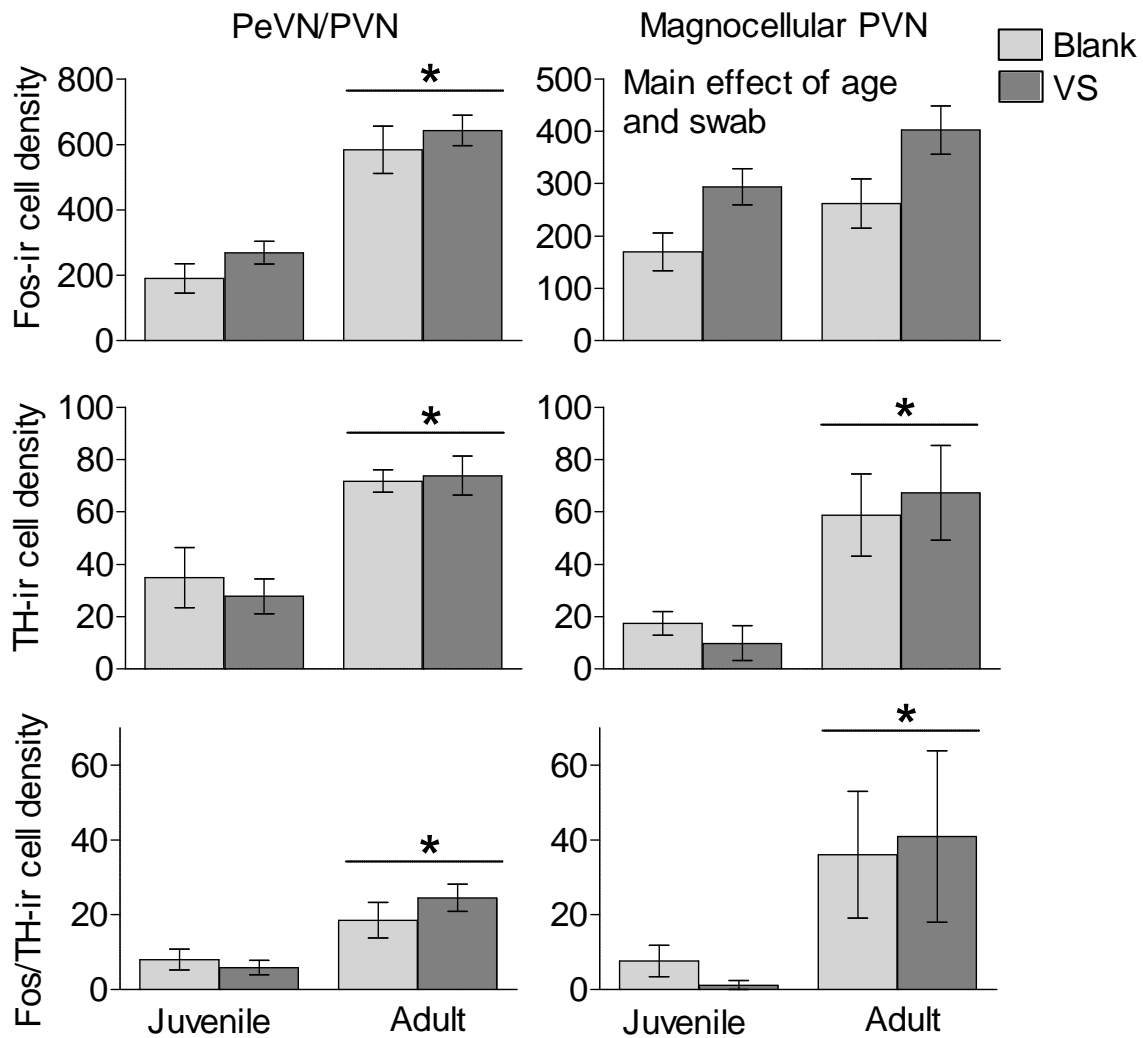 PeVN/PVN
Magnocellular PVN
Blank
VS
Fos-ir cell density
800
600
400
200
0
*
500
400
300
200
100
0
Main effect of age
and swab
TH-ir cell density
100
80
60
40
20
0
*
100
80
60
40
20
0
*
Fos/TH-ir cell density
60
40
20
0
*
Juvenile
Adult
60
40
20
0
*
Juvenile
Adult